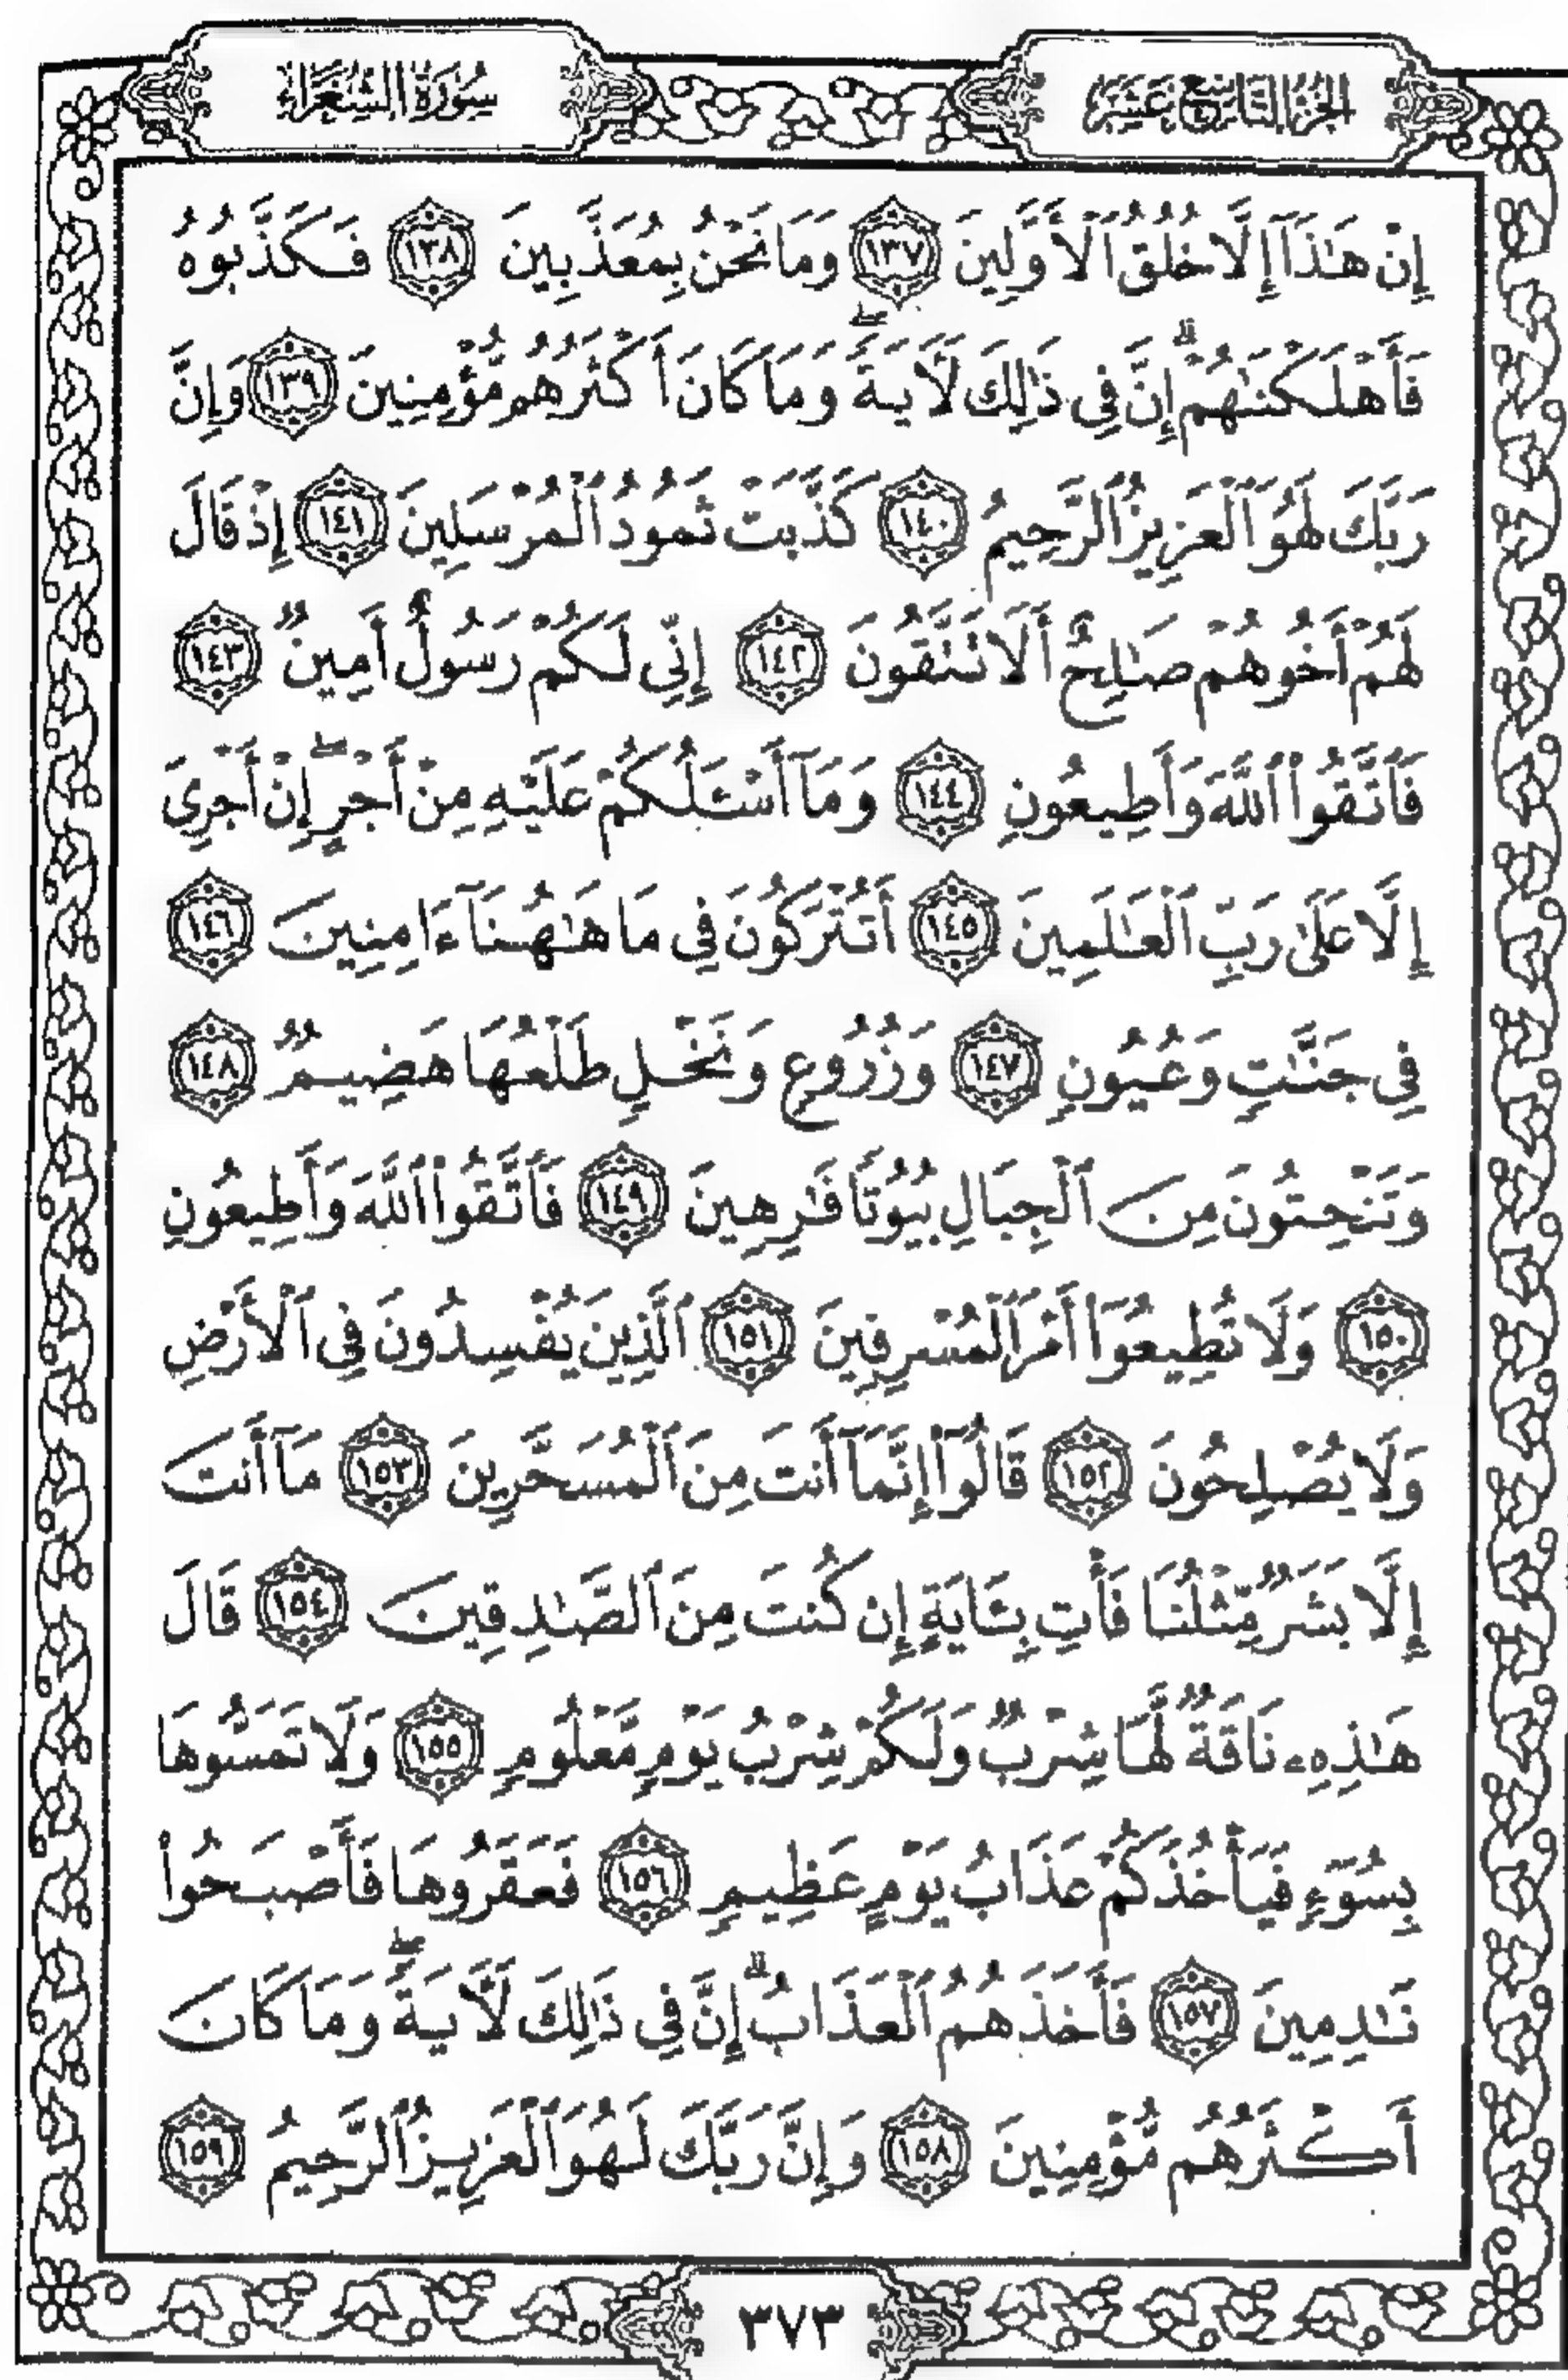 الجزء التاسع عشر
سورة الشعراء
إِنْ هَٰذَآ إِلَّا خُلُقُ ٱلْأَوَّلِينَ ١٣٧ وَمَا نَحْنُ بِمُعَذَّبِينَ ١٣٨ فَكَذَّبُوهُ
فَأَهْلَكْنَٰهُمْ ۗ إِنَّ فِى ذَٰلِكَ لَءَايَةً ۖ وَمَا كَانَ أَكْثَرُهُم مُّؤْمِنِينَ ١٣٩ وَإِنَّ
رَبَّكَ لَهُوَ ٱلْعَزِيزُ ٱلرَّحِيمُ ١٤٠ كَذَّبَتْ ثَمُودُ ٱلْمُرْسَلِينَ ١٤١ إِذْ قَالَ
لَهُمْ أَخُوهُمْ صَٰلِحٌ أَلَا تَتَّقُونَ ١٤٢ إِنِّى لَكُمْ رَسُولٌ أَمِينٌ ١٤٣
فَٱتَّقُوا۟ ٱللَّهَ وَأَطِيعُونِ ١٤٤ وَمَآ أَسْـَٔلُكُمْ عَلَيْهِ مِنْ أَجْرٍ ۖ إِنْ أَجْرِىَ
إِلَّا عَلَىٰ رَبِّ ٱلْعَٰلَمِينَ ١٤٥ أَتُتْرَكُونَ فِى مَا هَٰهُنَآ ءَامِنِينَ ١٤٦
فِى جَنَّٰتٍ وَعُيُونٍ ١٤٧ وَزُرُوعٍ وَنَخْلٍ طَلْعُهَا هَضِيمٌ ١٤٨
وَتَنْحِتُونَ مِنَ ٱلْجِبَالِ بُيُوتًا فَٰرِهِينَ ١٤٩ فَٱتَّقُوا۟ ٱللَّهَ وَأَطِيعُونِ
١٥٠ وَلَا تُطِيعُوٓا۟ أَمْرَ ٱلْمُسْرِفِينَ ١٥١ ٱلَّذِينَ يُفْسِدُونَ فِى ٱلْأَرْضِ
وَلَا يُصْلِحُونَ ١٥٢ قَالُوٓا۟ إِنَّمَآ أَنتَ مِنَ ٱلْمُسَحَّرِينَ ١٥٣ مَآ أَنتَ
إِلَّا بَشَرٌ مِّثْلُنَا فَأْتِ بِـَٔايَةٍ إِن كُنتَ مِنَ ٱلصَّٰدِقِينَ ١٥٤ قَالَ
هَٰذِهِۦ نَاقَةٌ لَّهَا شِرْبٌ وَلَكُمْ شِرْبُ يَوْمٍ مَّعْلُومٍ ١٥٥ وَلَا تَمَسُّوهَا
بِسُوٓءٍ فَيَأْخُذَكُمْ عَذَابُ يَوْمٍ عَظِيمٍ ١٥٦ فَعَقَرُوهَا فَأَصْبَحُوا۟
نَٰدِمِينَ ١٥٧ فَأَخَذَهُمُ ٱلْعَذَابُ ۗ إِنَّ فِى ذَٰلِكَ لَءَايَةً ۖ وَمَا كَانَ
أَكْثَرُهُم مُّؤْمِنِينَ ١٥٨ وَإِنَّ رَبَّكَ لَهُوَ ٱلْعَزِيزُ ٱلرَّحِيمُ ١٥٩
٣٧٣